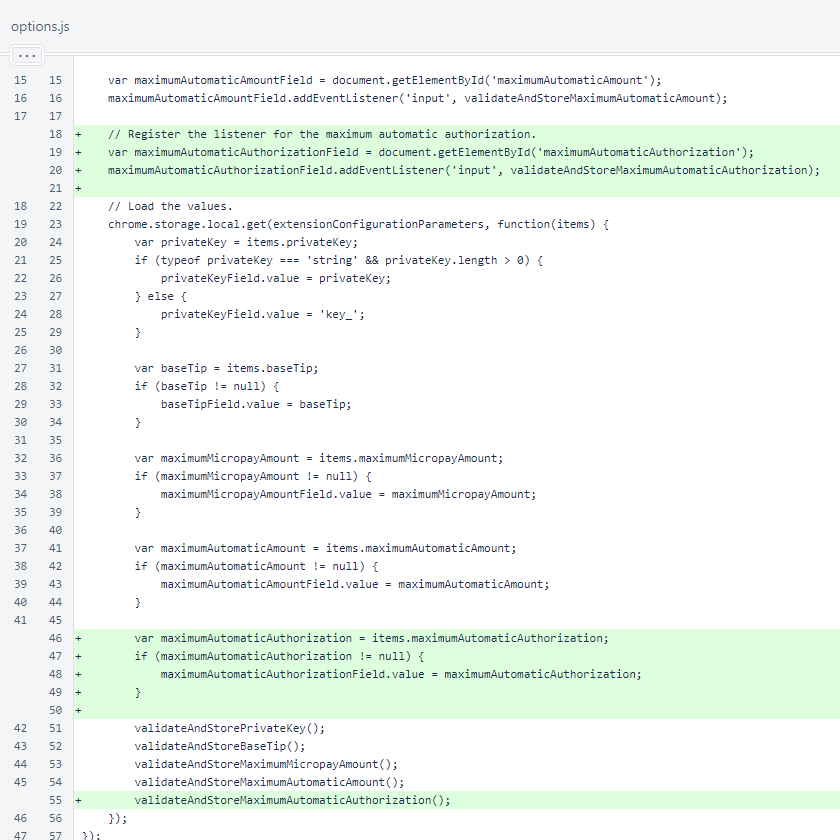 options.js
...
15 15 var maximumAutomaticAmountField = document.getElementById('maximumAutomaticAmount');
16 16 maximumAutomaticAmountField.addEventListener('input', validateAndStoreMaximumAutomaticAmount);
17 17
18 + // Register the listener for the maximum automatic authorization.
19 + var maximumAutomaticAuthorizationField = document.getElementById('maximumAutomaticAuthorization');
20 + maximumAutomaticAuthorizationField.addEventListener('input', validateAndStoreMaximumAutomaticAuthorization);
21 +
18 22 // Load the values.
19 23 chrome.storage.local.get(extensionConfigurationParameters, function(items) {
20 24 var privateKey = items.privateKey;
21 25 if (typeof privateKey === 'string' && privateKey.length > 0) {
22 26 privateKeyField.value = privateKey;
23 27 } else {
24 28 privateKeyField.value = 'key_';
25 29 }
26 30
27 31 var baseTip = items.baseTip;
28 32 if (baseTip != null) {
29 33 baseTipField.value = baseTip;
30 34 }
31 35
32 36 var maximumMicropayAmount = items.maximumMicropayAmount;
33 37 if (maximumMicropayAmount != null) {
34 38 maximumMicropayAmountField.value = maximumMicropayAmount;
35 39 }
36 40
37 41 var maximumAutomaticAmount = items.maximumAutomaticAmount;
38 42 if (maximumAutomaticAmount != null) {
39 43 maximumAutomaticAmountField.value = maximumAutomaticAmount;
40 44 }
41 45
46 + var maximumAutomaticAuthorization = items.maximumAutomaticAuthorization;
47 + if (maximumAutomaticAuthorization != null) {
48 + maximumAutomaticAuthorizationField.value = maximumAutomaticAuthorization;
49 + }
50 +
42 51 validateAndStorePrivateKey();
43 52 validateAndStoreBaseTip();
44 53 validateAndStoreMaximumMicropayAmount();
45 54 validateAndStoreMaximumAutomaticAmount();
55 + validateAndStoreMaximumAutomaticAuthorization();
46 56 });
47 57 });